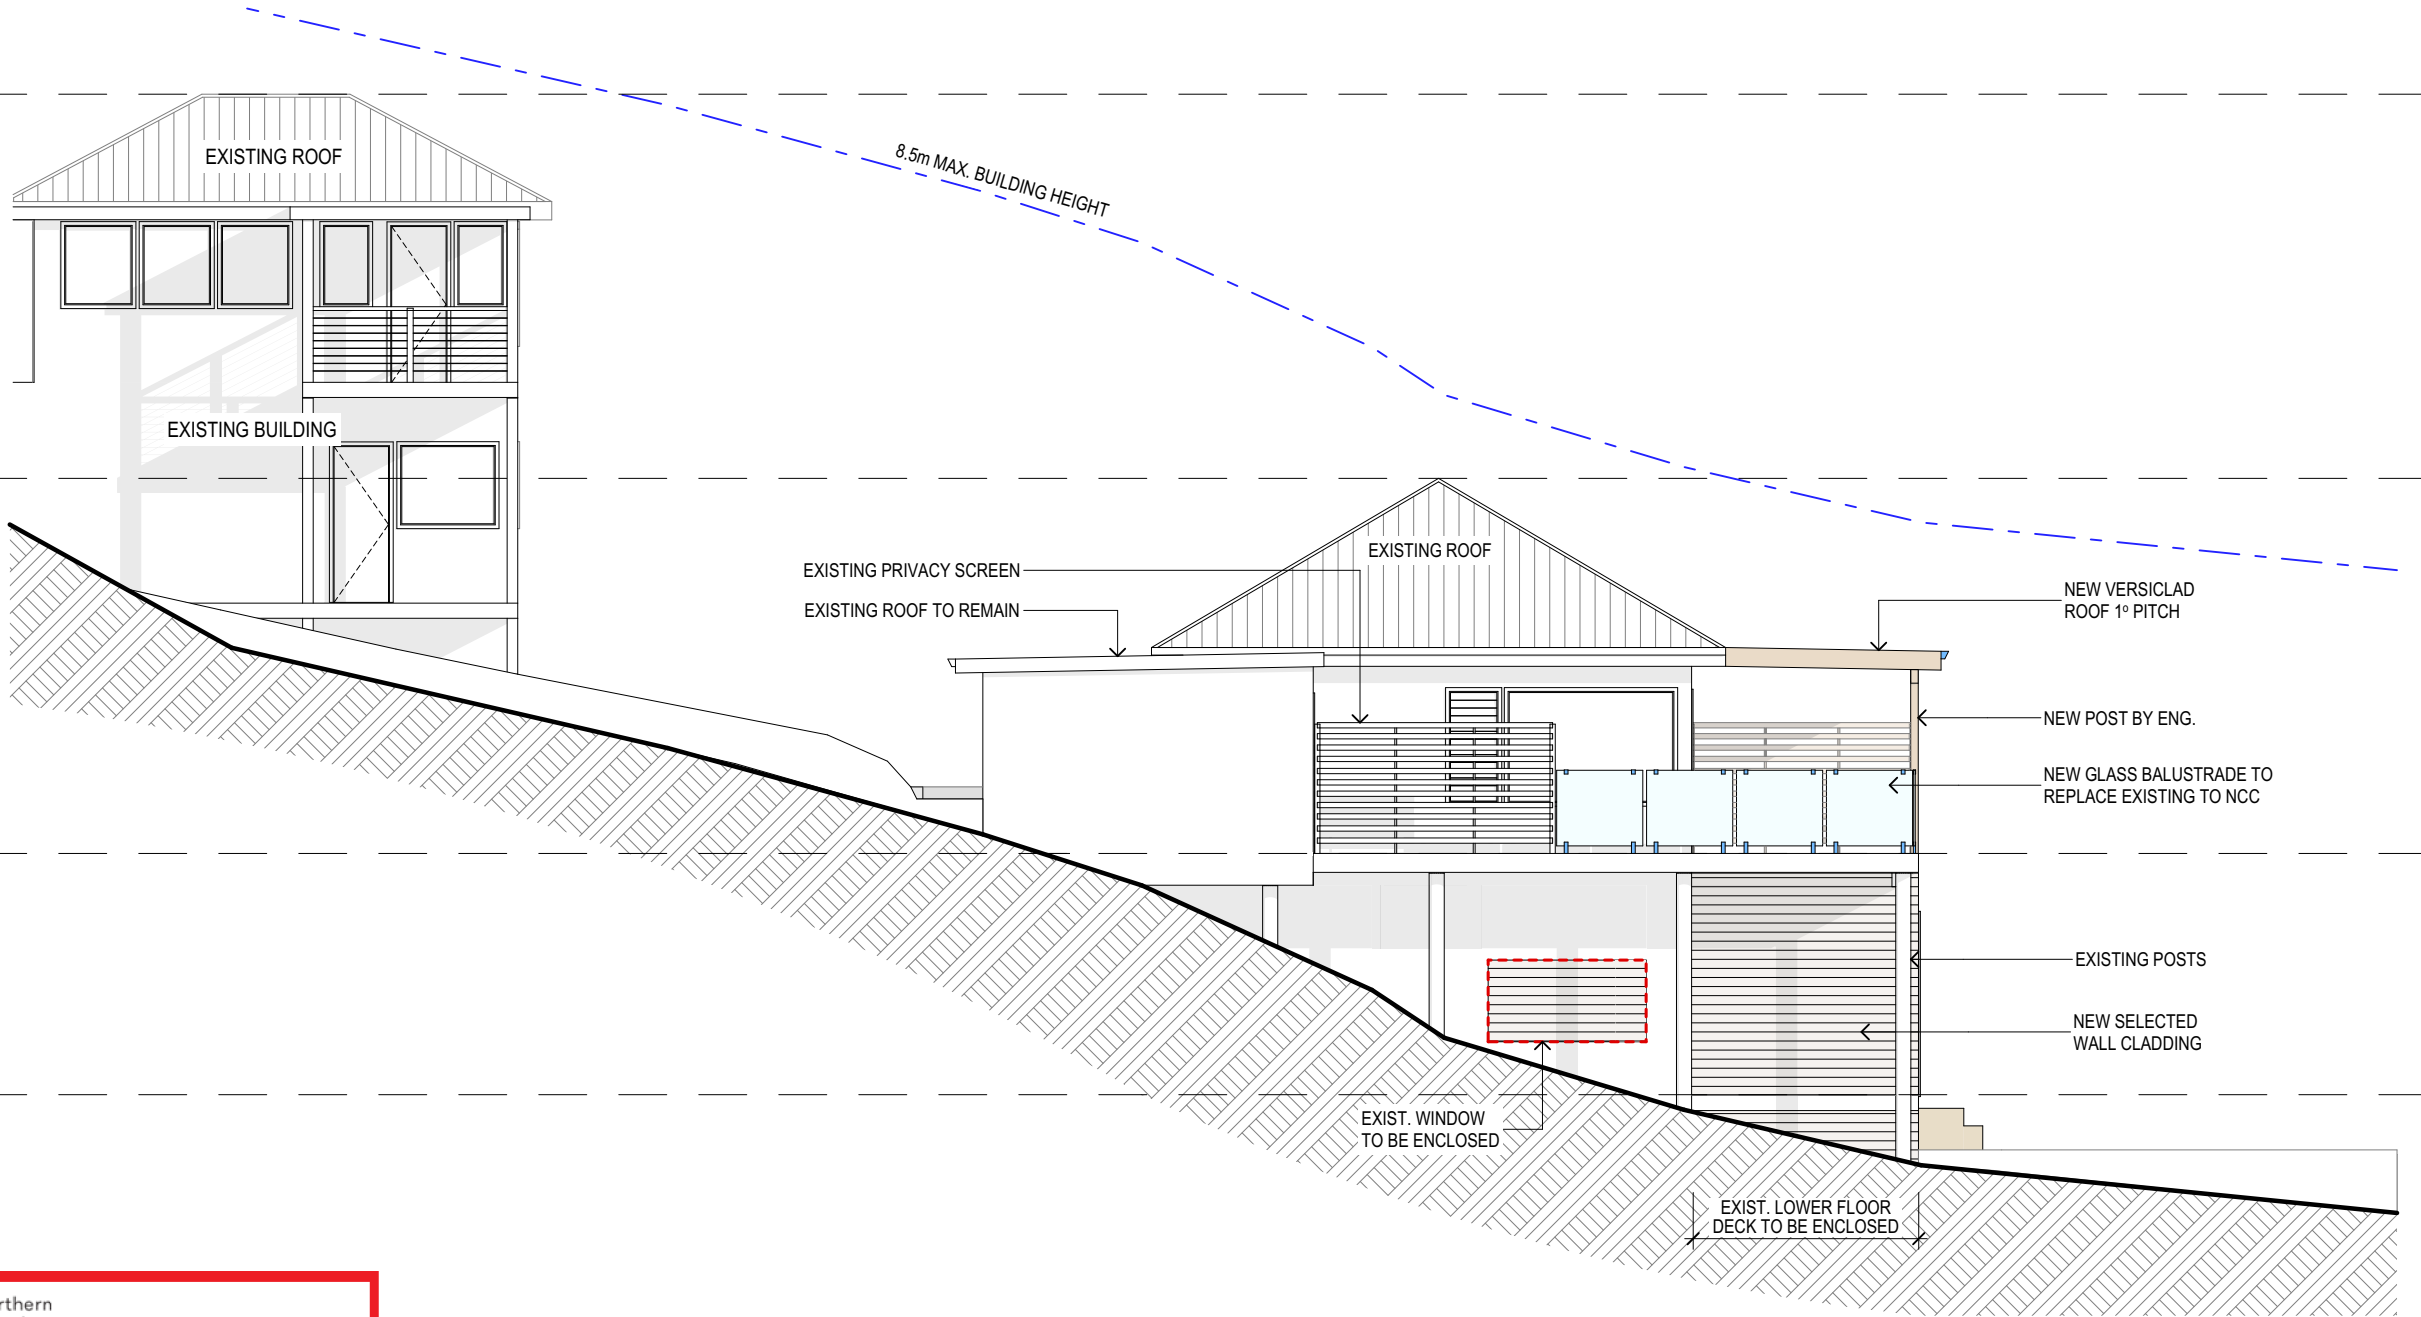 8.5m MAX. BUILDING HEIGHT
EXISTING ROOF
EXISTING BUILDING
EXISTING ROOF
EXISTING PRIVACY SCREEN
EXISTING ROOF TO REMAIN
NEW VERSICLAD
ROOF 1º PITCH
NEW POST BY ENG.
NEW GLASS BALUSTRADE TO
REPLACE EXISTING TO NCC
EXISTING POSTS
NEW SELECTED
WALL CLADDING
EXIST. WINDOW
TO BE ENCLOSED
EXIST. LOWER FLOOR
DECK TO BE ENCLOSED
rthern